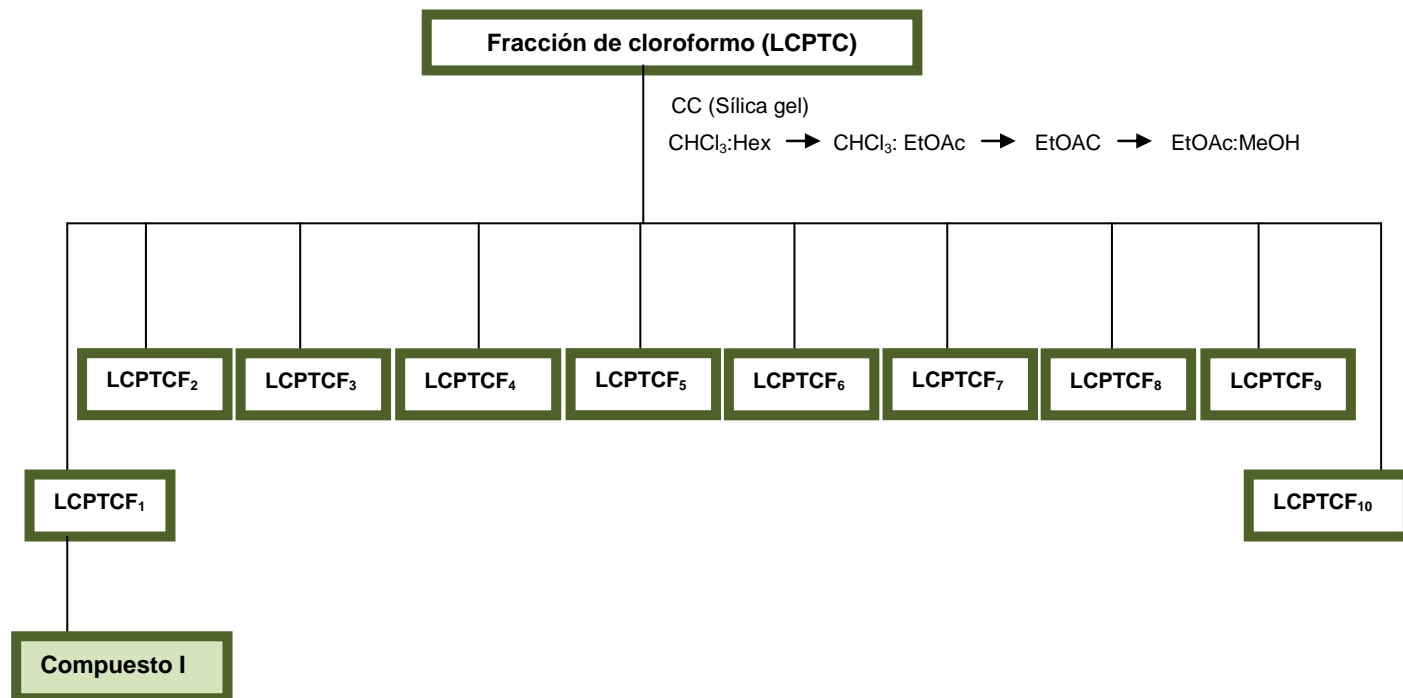 Fracción de cloroformo (LCPTC)
CC (Sílica gel)
CHCl₃:Hex → CHCl₃: EtOAc → EtOAC → EtOAc:MeOH
LCPTCF₂ LCPTCF₃ LCPTCF₄ LCPTCF₅ LCPTCF₆ LCPTCF₇ LCPTCF₈ LCPTCF₉
LCPTCF₁ LCPTCF₁₀
Compuesto I